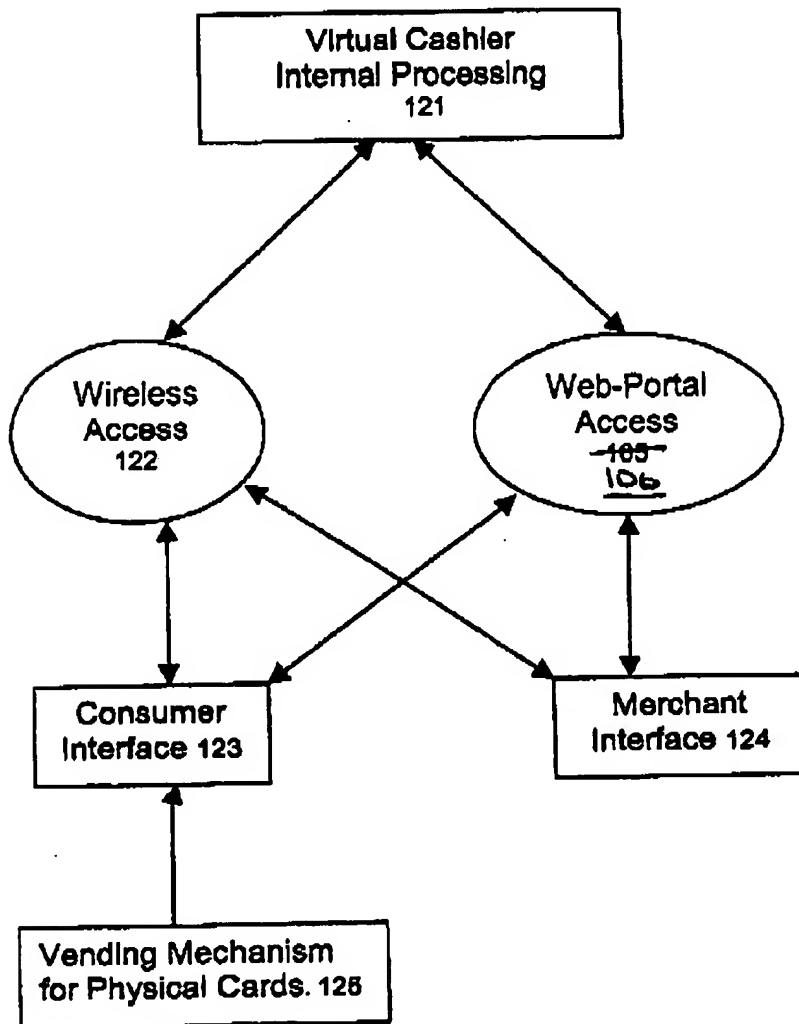 Virtual Cashier
Internal Processing
121
Wireless
Access
122
Web-Portal
Access
105
106
Consumer
Interface 123
Merchant
Interface 124
Vending Mechanism
for Physical Cards. 125